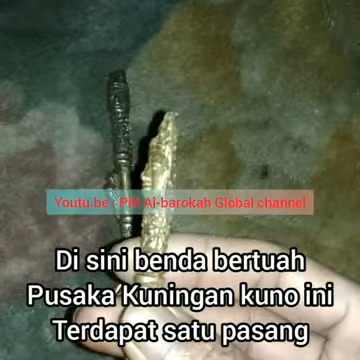 Youtu be : PM Al-barokah Global channel
Di sini benda bertuah
Pusaka Kuningan kuno ini
Terdapat satu pasang